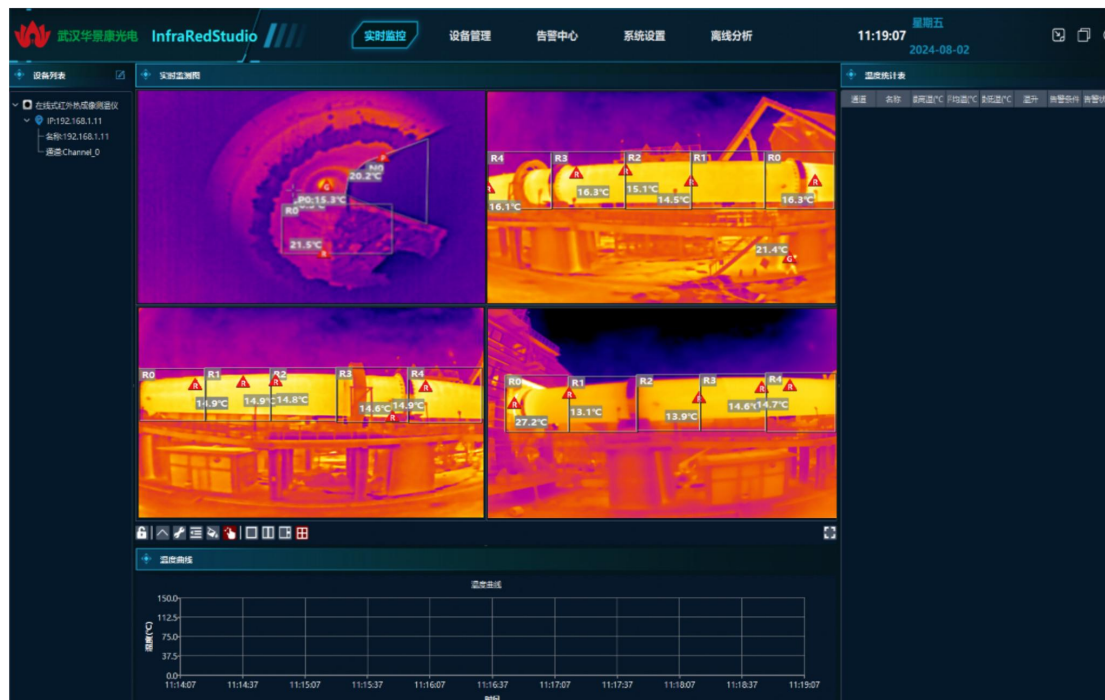 武汉华景康光电 InfraRedStudio 实时监控 设备管理 告警中心 系统设置 离线分析 11:19:07 星期五
2024-08-02
设备列表
在线式红外热成像测温仪
IP:192.168.1.11
名称:192.168.1.11
通道:Channel_0
实时监测图
P
20.2℃
G
P0:15.3℃
R0
21.5℃
R
R4 R3 R2 R1 R0
R R R R
16.1℃ 16.3℃ 15.1℃ 14.5℃ 16.3℃
21.4℃
G
R0 R1 R2 R3 R4
R R R R R
14.9℃ 14.9℃ 14.8℃ 14.6℃ 14.9℃
R0 R1 R2 R3 R4
R R R R R
27.2℃ 13.1℃ 13.9℃ 14.7℃
温度曲线
温度曲线
温度(℃)
150.0
112.5
75.0
37.5
0.0
11:14:07 11:14:37 11:15:07 11:15:37 11:16:07 11:16:37 11:17:07 11:17:37 11:18:07 11:18:37 11:19:07
温度统计表
通道 名称 温升 告警条件